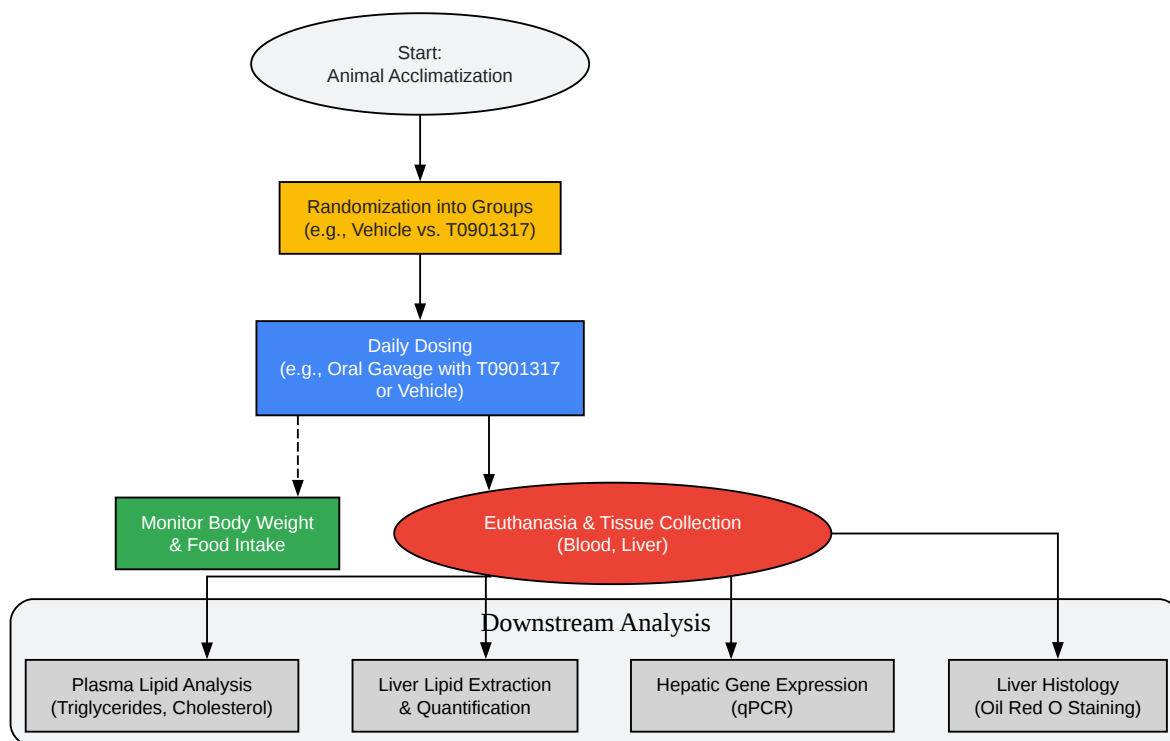 Start:
Animal Acclimatization
Randomization into Groups
(e.g., Vehicle vs. T0901317)
Daily Dosing
(e.g., Oral Gavage with T0901317
or Vehicle)
Monitor Body Weight
& Food Intake
Euthanasia & Tissue Collection
(Blood, Liver)
Downstream Analysis
Plasma Lipid Analysis
(Triglycerides, Cholesterol)
Liver Lipid Extraction
& Quantification
Hepatic Gene Expression
(qPCR)
Liver Histology
(Oil Red O Staining)